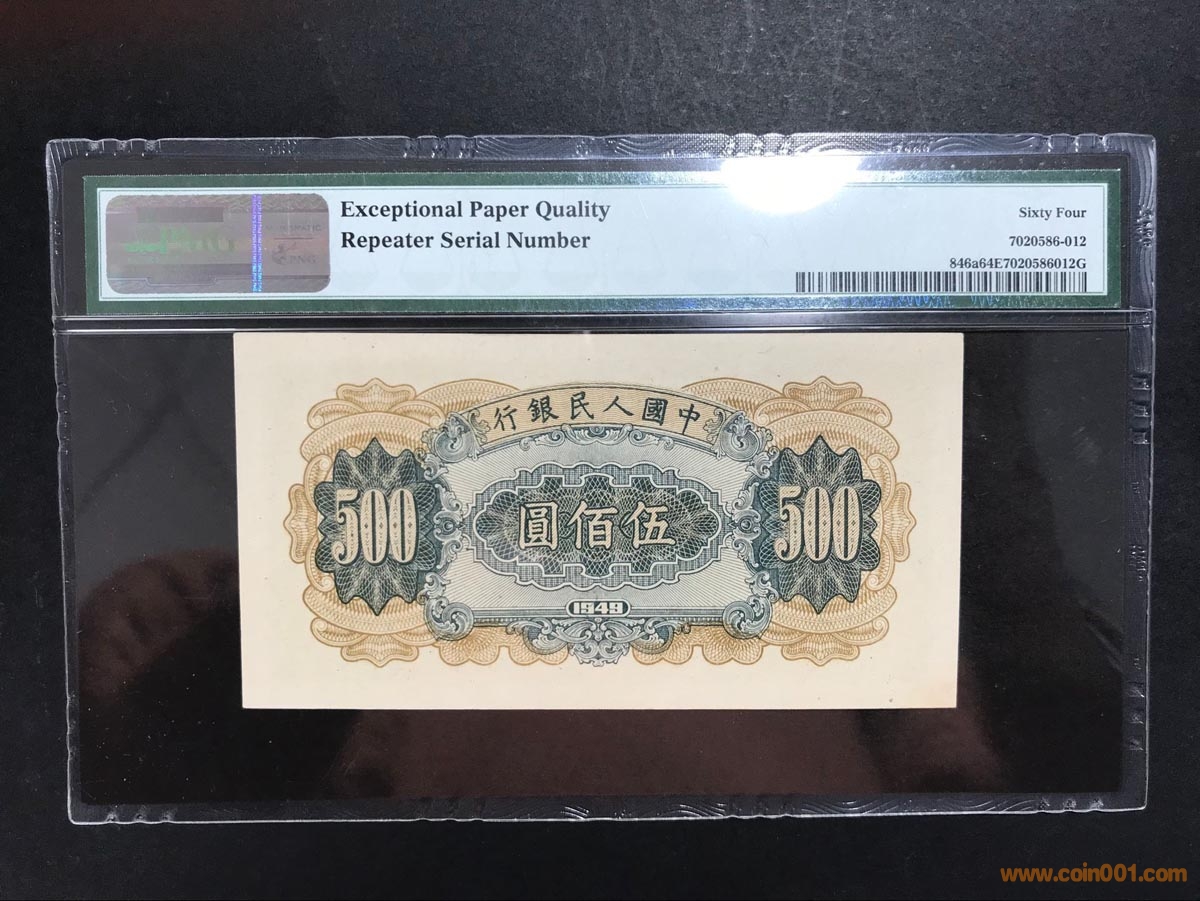 Exceptional Paper Quality
Repeater Serial Number
Sixty Four
7020586-012
846a64E7020586012G
PNG
行銀民人國中
500
圓佰伍
500
1949
www.coin001.com